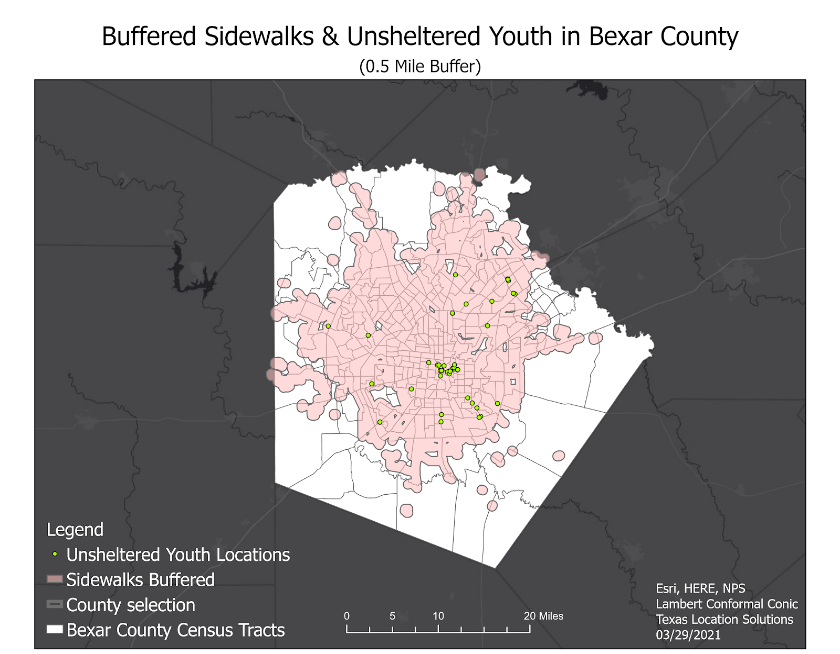 Buffered Sidewalks & Unsheltered Youth in Bexar County
(0.5 Mile Buffer)
Legend
Unsheltered Youth Locations
Sidewalks Buffered
County selection
Bexar County Census Tracts
0 5 10 20 Miles
Esri, HERE, NPS
Lambert Conformal Conic
Texas Location Solutions
03/29/2021